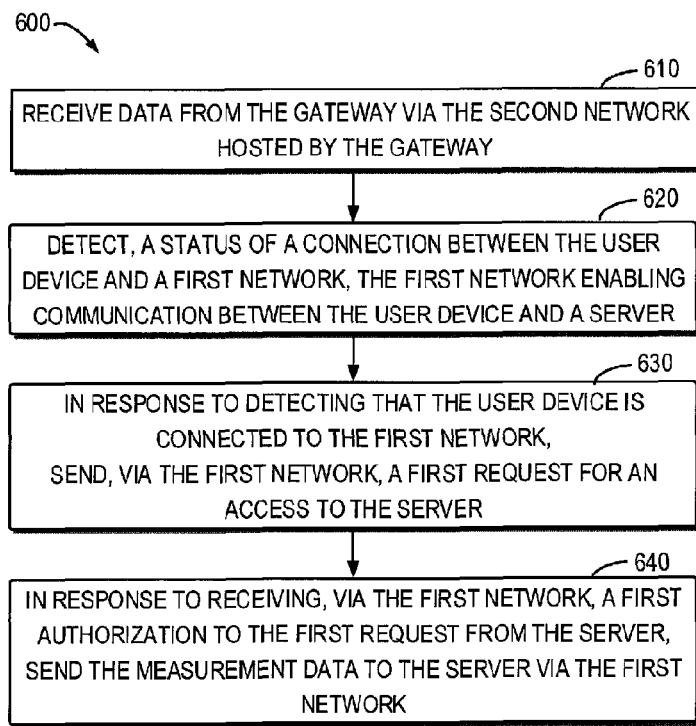 600
610
RECEIVE DATA FROM THE GATEWAY VIA THE SECOND NETWORK
HOSTED BY THE GATEWAY
620
DETECT, A STATUS OF A CONNECTION BETWEEN THE USER
DEVICE AND A FIRST NETWORK, THE FIRST NETWORK ENABLING
COMMUNICATION BETWEEN THE USER DEVICE AND A SERVER
630
IN RESPONSE TO DETECTING THAT THE USER DEVICE IS
CONNECTED TO THE FIRST NETWORK,
SEND, VIA THE FIRST NETWORK, A FIRST REQUEST FOR AN
ACCESS TO THE SERVER
640
IN RESPONSE TO RECEIVING, VIA THE FIRST NETWORK, A FIRST
AUTHORIZATION TO THE FIRST REQUEST FROM THE SERVER,
SEND THE MEASUREMENT DATA TO THE SERVER VIA THE FIRST
NETWORK